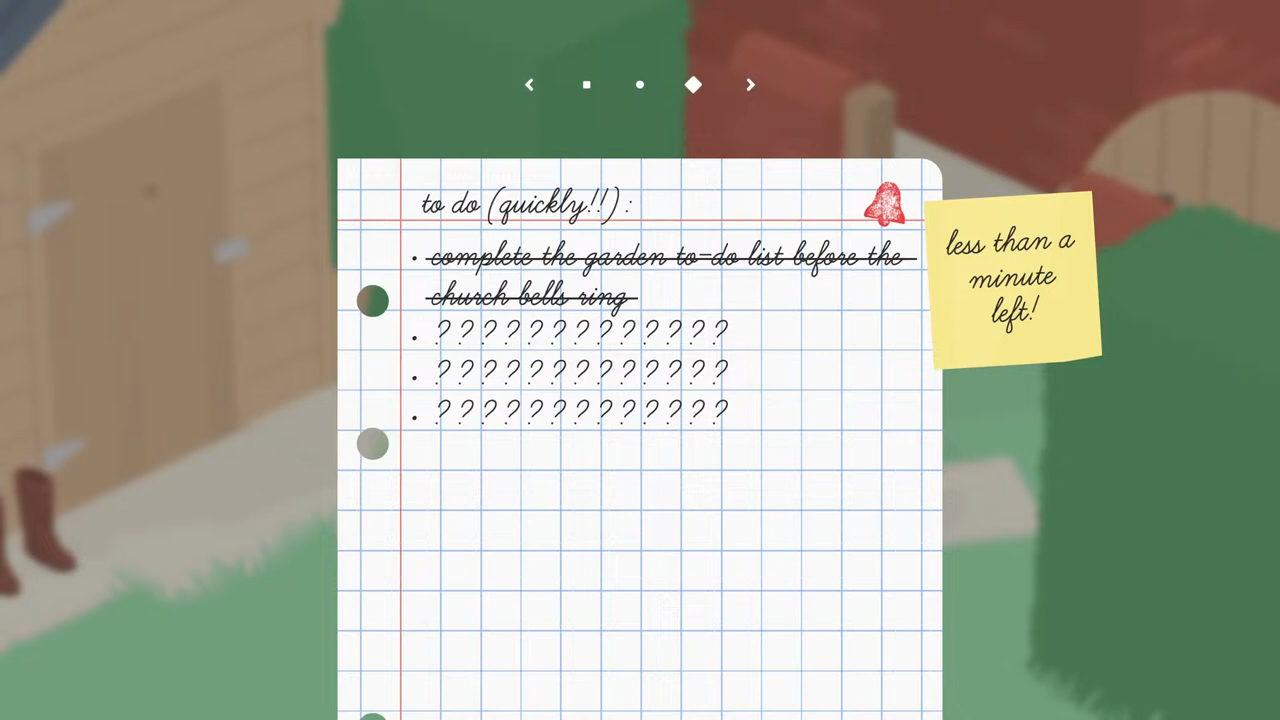 to do (quickly!!) :
• complete the garden to-do list before the
church bells ring
• ?????????????
• ?????????????
• ?????????????
less than a
minute
left!